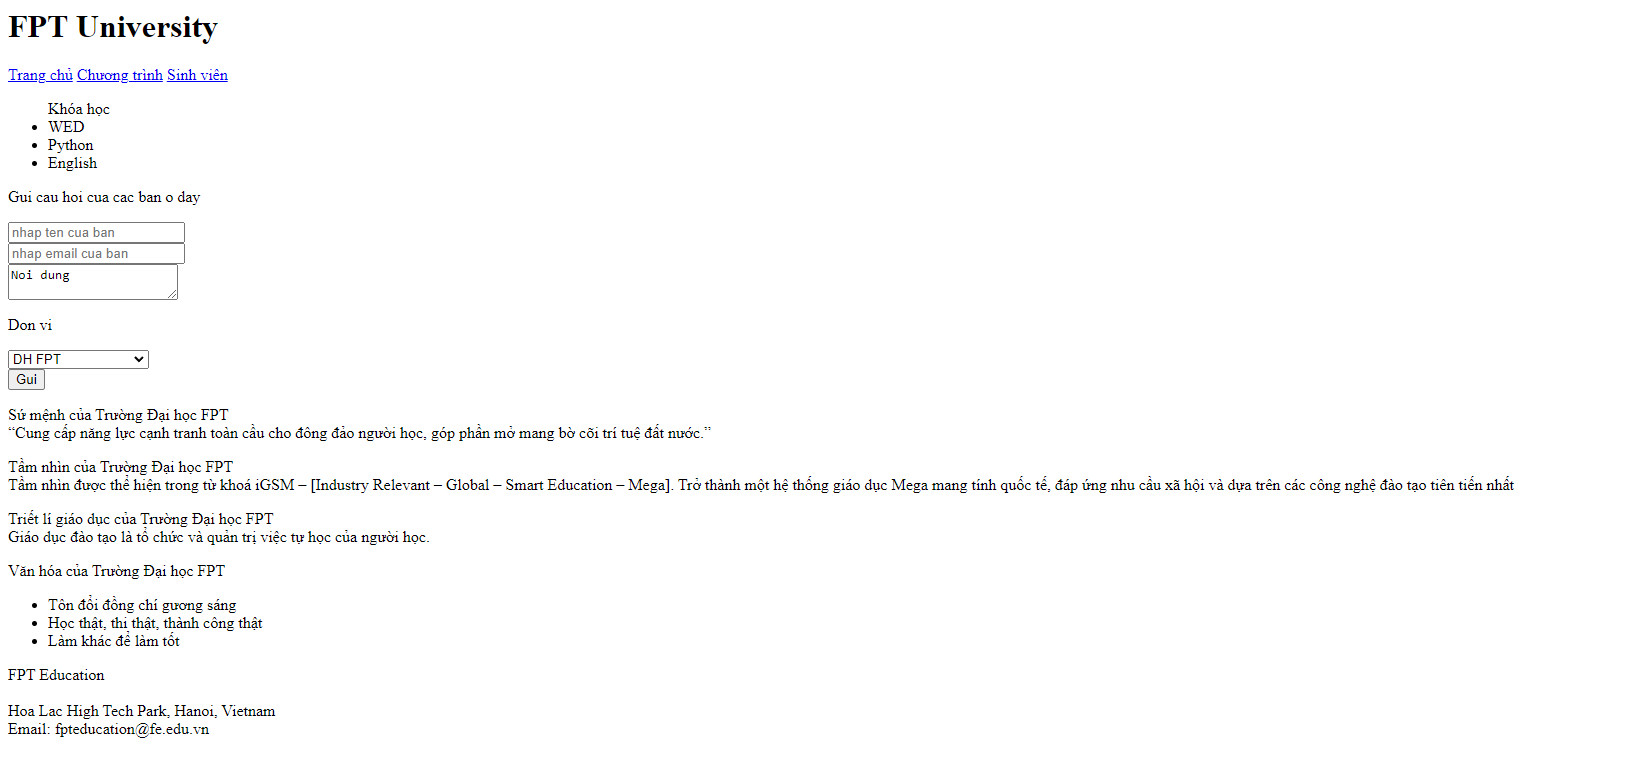 FPT University
Trang chủ Chương trình Sinh viên
Khóa học
WED
Python
English
Gui cau hoi cua cac ban o day
nhap ten cua ban
nhap email cua ban
Noi dung
Don vi
DH FPT
Gui
Sứ mệnh của Trường Đại học FPT
“Cung cấp năng lực cạnh tranh toàn cầu cho đông đảo người học, góp phần mở mang bờ cõi trí tuệ đất nước.”
Tầm nhìn của Trường Đại học FPT
Tầm nhìn được thể hiện trong từ khoá iGSM – [Industry Relevant – Global – Smart Education – Mega]. Trở thành một hệ thống giáo dục Mega mang tính quốc tế, đáp ứng nhu cầu xã hội và dựa trên các công nghệ đào tạo tiên tiến nhất
Triết lí giáo dục của Trường Đại học FPT
Giáo dục đào tạo là tổ chức và quản trị việc tự học của người học.
Văn hóa của Trường Đại học FPT
Tôn đổi đồng chí gương sáng
Học thật, thi thật, thành công thật
Làm khác để làm tốt
FPT Education
Hoa Lac High Tech Park, Hanoi, Vietnam
Email: fpteducation@fe.edu.vn